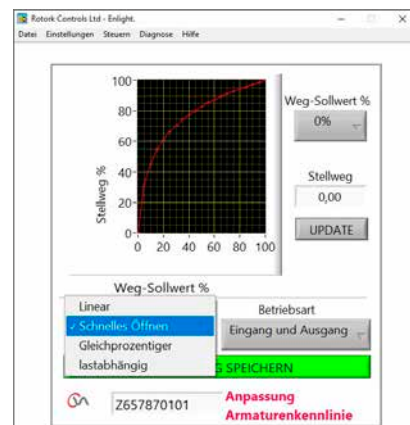 Rotork Controls Ltd - Enlight.
Datei Einstellungen Steuern Diagnose Hilfe
100
80
60
40
20
0
Stellweg %
0 20 40 60 80 100
Weg-Sollwert %
Weg-Sollwert %
0%
Stellweg
0,00
UPDATE
Linear
✓ Schnelles Öffnen
Gleichprozentiger
lastabhängig
Betriebsart
Eingang und Ausgang
SPEICHERN
Z657870101
Anpassung
Armaturenkennlinie